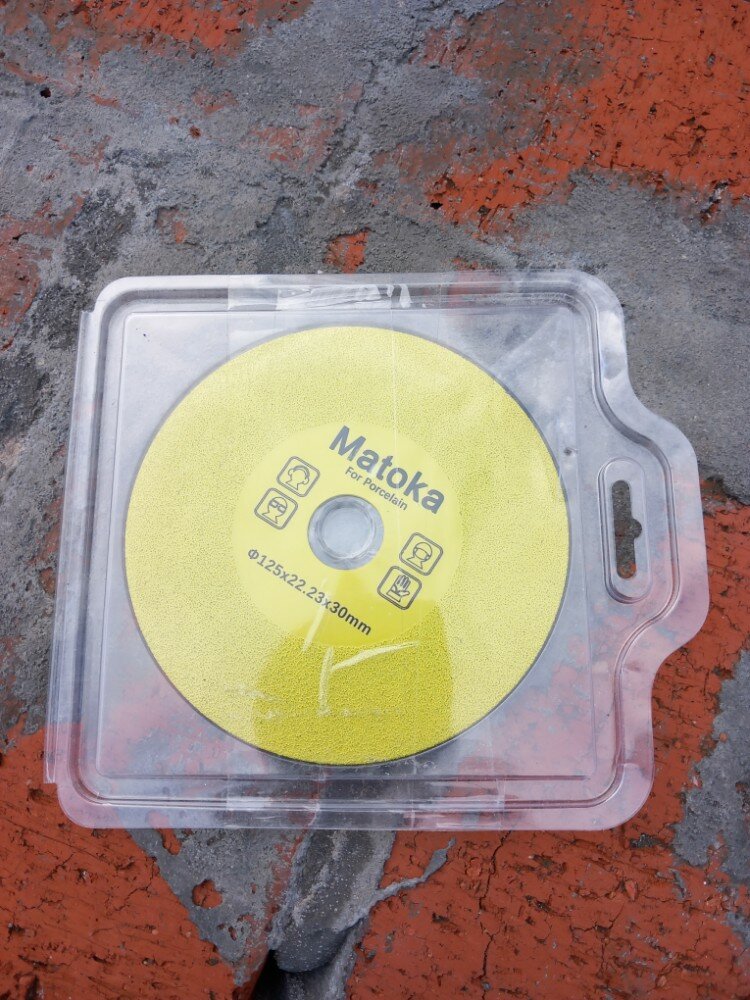 Matoka
For Porcelain
Φ125x22.23x30mm